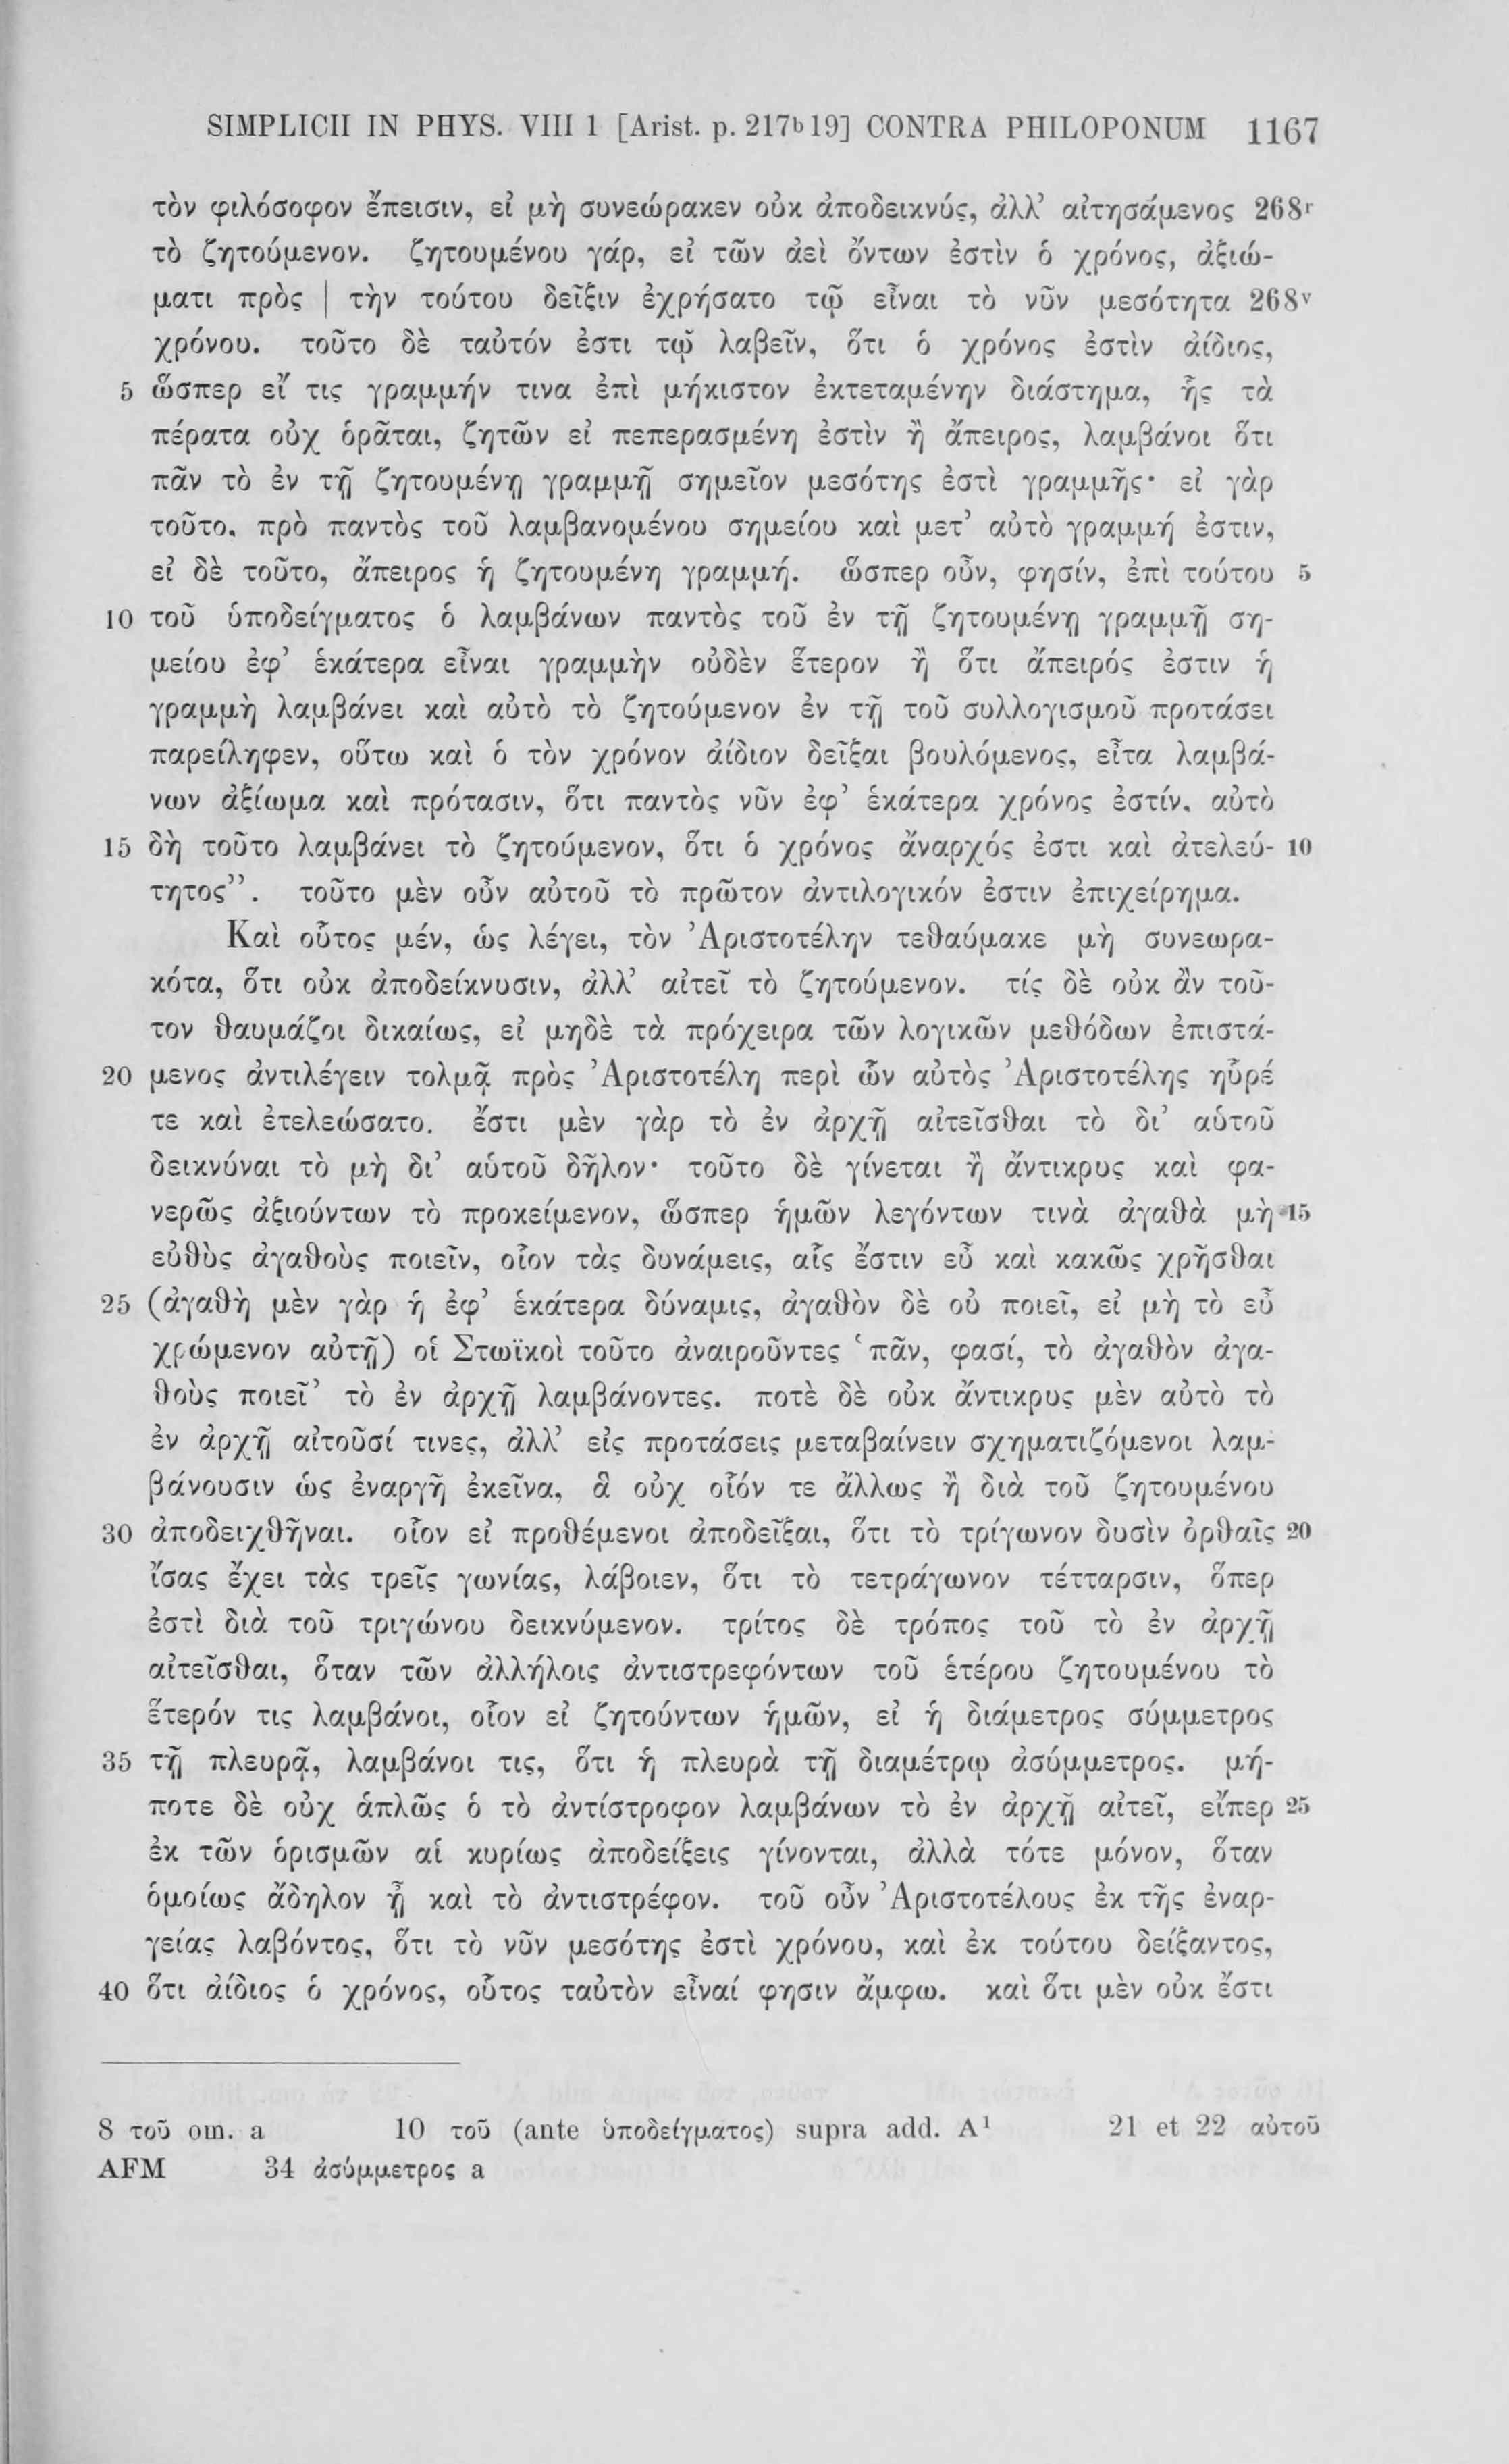 SIMPLICII IN PHYS. VIII 1 [Arist. p. 217ᵇ19] CONTRA PHILOPONUM 1167
τὸν φιλόσοφον ἔπεισιν, εἰ μὴ συνεώρακεν οὐκ ἀποδεικνύς, ἀλλ’ αἰτησάμενος 268ʳ
τὸ ζητούμενον. ζητουμένου γάρ, εἰ τῶν ἀεὶ ὄντων ἐστὶν ὁ χρόνος, ἀξιώ-
ματι πρὸς | τὴν τούτου δεῖξιν ἐχρήσατο τῷ εἶναι τὸ νῦν μεσότητα 268ᵛ
χρόνου. τοῦτο δὲ ταὐτόν ἐστι τῷ λαβεῖν, ὅτι ὁ χρόνος ἐστὶν ἀίδιος,
5 ὥσπερ εἴ τις γραμμήν τινα ἐπὶ μήκιστον ἐκτεταμένην διάστημα, ἧς τὰ
πέρατα οὐχ ὁρᾶται, ζητῶν εἰ πεπερασμένη ἐστὶν ἢ ἄπειρος, λαμβάνοι ὅτι
πᾶν τὸ ἐν τῇ ζητουμένῃ γραμμῇ σημεῖον μεσότης ἐστὶ γραμμῆς· εἰ γὰρ
τοῦτο. πρὸ παντὸς τοῦ λαμβανομένου σημείου καὶ μετ’ αὐτὸ γραμμή ἐστιν,
εἰ δὲ τοῦτο, ἄπειρος ἡ ζητουμένη γραμμή. ὥσπερ οὖν, φησίν, ἐπὶ τούτου 5
10 τοῦ ὑποδείγματος ὁ λαμβάνων παντὸς τοῦ ἐν τῇ ζητουμένῃ γραμμῇ ση-
μείου ἐφ’ ἑκάτερα εἶναι γραμμὴν οὐδὲν ἕτερον ἢ ὅτι ἄπειρός ἐστιν ἡ
γραμμὴ λαμβάνει καὶ αὐτὸ τὸ ζητούμενον ἐν τῇ τοῦ συλλογισμοῦ προτάσει
παρείληφεν, οὕτω καὶ ὁ τὸν χρόνον ἀίδιον δεῖξαι βουλόμενος, εἶτα λαμβά-
νων ἀξίωμα καὶ πρότασιν, ὅτι παντὸς νῦν ἐφ’ ἑκάτερα χρόνος ἐστίν. αὐτὸ
15 δὴ τοῦτο λαμβάνει τὸ ζητούμενον, ὅτι ὁ χρόνος ἄναρχός ἐστι καὶ ἀτελεύ- 10
τητος”. τοῦτο μὲν οὖν αὐτοῦ τὸ πρῶτον ἀντιλογικόν ἐστιν ἐπιχείρημα.
Καὶ οὗτος μέν, ὡς λέγει, τὸν Ἀριστοτέλην τεθαύμακε μὴ συνεωρα-
κότα, ὅτι οὐκ ἀποδείκνυσιν, ἀλλ’ αἰτεῖ τὸ ζητούμενον. τίς δὲ οὐκ ἂν τοῦ-
τον θαυμάζοι δικαίως, εἰ μηδὲ τὰ πρόχειρα τῶν λογικῶν μεθόδων ἐπιστά-
20 μενος ἀντιλέγειν τολμᾷ πρὸς Ἀριστοτέλη περὶ ὧν αὐτὸς Ἀριστοτέλης ηὗρέ
τε καὶ ἐτελεώσατο. ἔστι μὲν γὰρ τὸ ἐν ἀρχῇ αἰτεῖσθαι τὸ δι’ αὑτοῦ
δεικνύναι τὸ μὴ δι’ αὑτοῦ δῆλον· τοῦτο δὲ γίνεται ἢ ἄντικρυς καὶ φα-
νερῶς ἀξιούντων τὸ προκείμενον, ὥσπερ ἡμῶν λεγόντων τινὰ ἀγαθὰ μὴ 15
εὐθὺς ἀγαθοὺς ποιεῖν, οἷον τὰς δυνάμεις, αἷς ἔστιν εὖ καὶ κακῶς χρῆσθαι
25 (ἀγαθὴ μὲν γὰρ ἡ ἐφ’ ἑκάτερα δύναμις, ἀγαθὸν δὲ οὐ ποιεῖ, εἰ μὴ τὸ εὖ
χρώμενον αὐτῇ) οἱ Στωϊκοὶ τοῦτο ἀναιροῦντες ‘πᾶν, φασί, τὸ ἀγαθὸν ἀγα-
θοὺς ποιεῖ’ τὸ ἐν ἀρχῇ λαμβάνοντες. ποτὲ δὲ οὐκ ἄντικρυς μὲν αὐτὸ τὸ
ἐν ἀρχῇ αἰτοῦσί τινες, ἀλλ’ εἰς προτάσεις μεταβαίνειν σχηματιζόμενοι λαμ-
βάνουσιν ὡς ἐναργῆ ἐκεῖνα, ἃ οὐχ οἷόν τε ἄλλως ἢ διὰ τοῦ ζητουμένου
30 ἀποδειχθῆναι. οἷον εἰ προθέμενοι ἀποδεῖξαι, ὅτι τὸ τρίγωνον δυσὶν ὀρθαῖς 20
ἴσας ἔχει τὰς τρεῖς γωνίας, λάβοιεν, ὅτι τὸ τετράγωνον τέτταρσιν, ὅπερ
ἐστὶ διὰ τοῦ τριγώνου δεικνύμενον. τρίτος δὲ τρόπος τοῦ τὸ ἐν ἀρχῇ
αἰτεῖσθαι, ὅταν τῶν ἀλλήλοις ἀντιστρεφόντων τοῦ ἑτέρου ζητουμένου τὸ
ἕτερόν τις λαμβάνοι, οἷον εἰ ζητούντων ἡμῶν, εἰ ἡ διάμετρος σύμμετρος
35 τῇ πλευρᾷ, λαμβάνοι τις, ὅτι ἡ πλευρὰ τῇ διαμέτρῳ ἀσύμμετρος. μή-
ποτε δὲ οὐχ ἁπλῶς ὁ τὸ ἀντίστροφον λαμβάνων τὸ ἐν ἀρχῇ αἰτεῖ, εἴπερ 25
ἐκ τῶν ὁρισμῶν αἱ κυρίως ἀποδείξεις γίνονται, ἀλλὰ τότε μόνον, ὅταν
ὁμοίως ἄδηλον ᾖ καὶ τὸ ἀντιστρέφον. τοῦ οὖν Ἀριστοτέλους ἐκ τῆς ἐναρ-
γείας λαβόντος, ὅτι τὸ νῦν μεσότης ἐστὶ χρόνου, καὶ ἐκ τούτου δείξαντος,
40 ὅτι ἀίδιος ὁ χρόνος, οὗτος ταὐτὸν εἶναί φησιν ἄμφω. καὶ ὅτι μὲν οὐκ ἔστι
8 τοῦ om. a 10 τοῦ (ante ὑποδείγματος) supra add. A¹ 21 et 22 αὐτοῦ
AFM 34 ἀσύμμετρος a